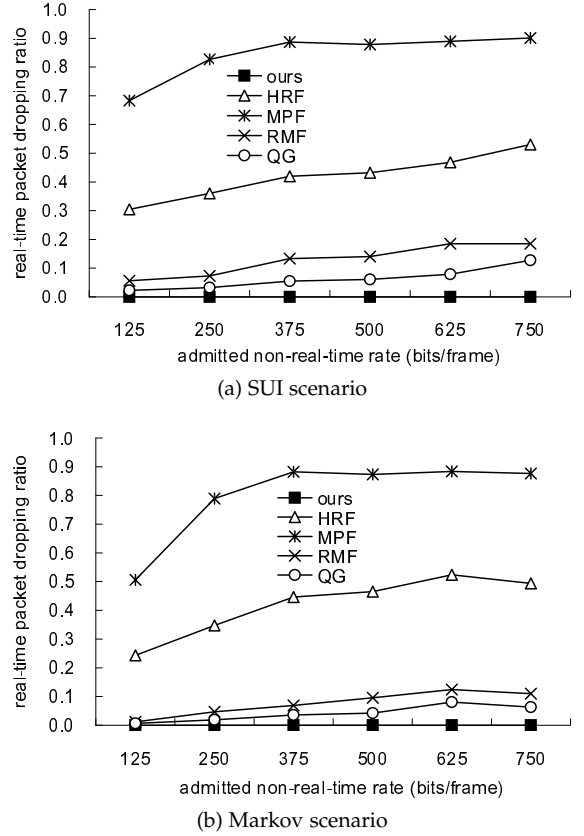 1.0
0.9
0.8
0.7
0.6
0.5
0.4
0.3
0.2
0.1
0.0
real-time packet dropping ratio
ours
HRF
MPF
RMF
QG
125 250 375 500 625 750
admitted non-real-time rate (bits/frame)
(a) SUI scenario
1.0
0.9
0.8
0.7
0.6
0.5
0.4
0.3
0.2
0.1
0.0
real-time packet dropping ratio
ours
HRF
MPF
RMF
QG
125 250 375 500 625 750
admitted non-real-time rate (bits/frame)
(b) Markov scenario